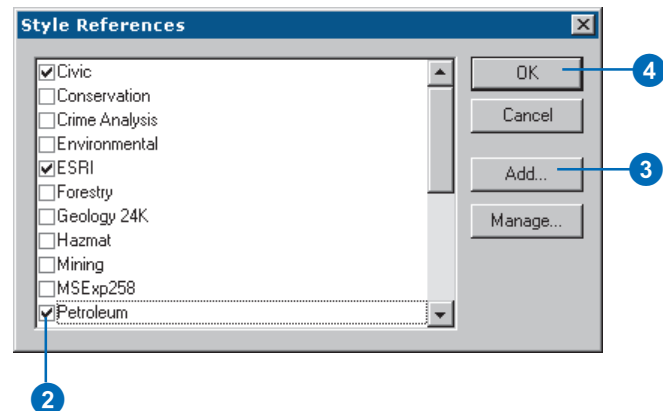 Style References
Civic
Conservation
Crime Analysis
Environmental
ESRI
Forestry
Geology 24K
Hazmat
Mining
MSExp258
Petroleum
OK
4
Cancel
Add...
3
Manage...
2